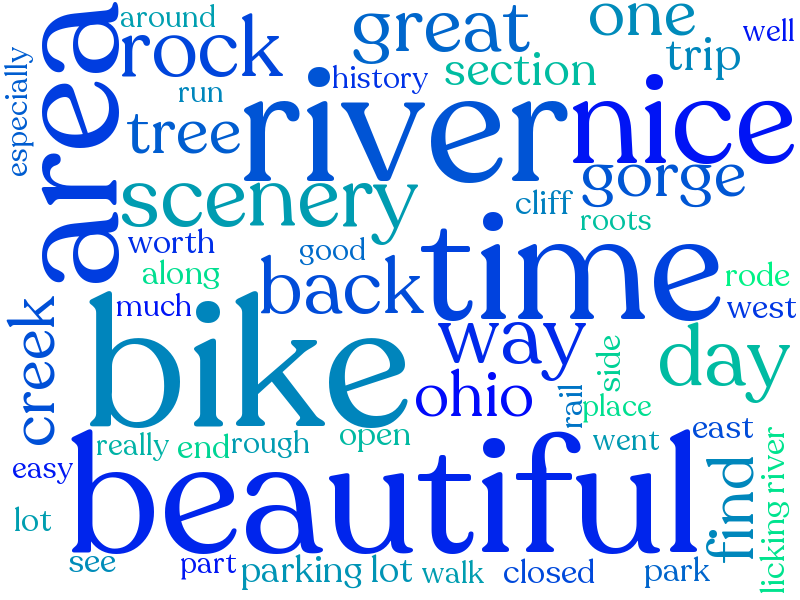 around
great
one
well
especially
area
rock
history
section
trip
run
tree
river
nice
scenery
gorge
cliff
roots
worth
good
along
back
time
rode
much
west
creek
bike
way
side
day
ohio
rail
place
really
end
rough
open
went
east
easy
beautiful
find
licking river
lot
see
part
parking lot
walk
closed
park